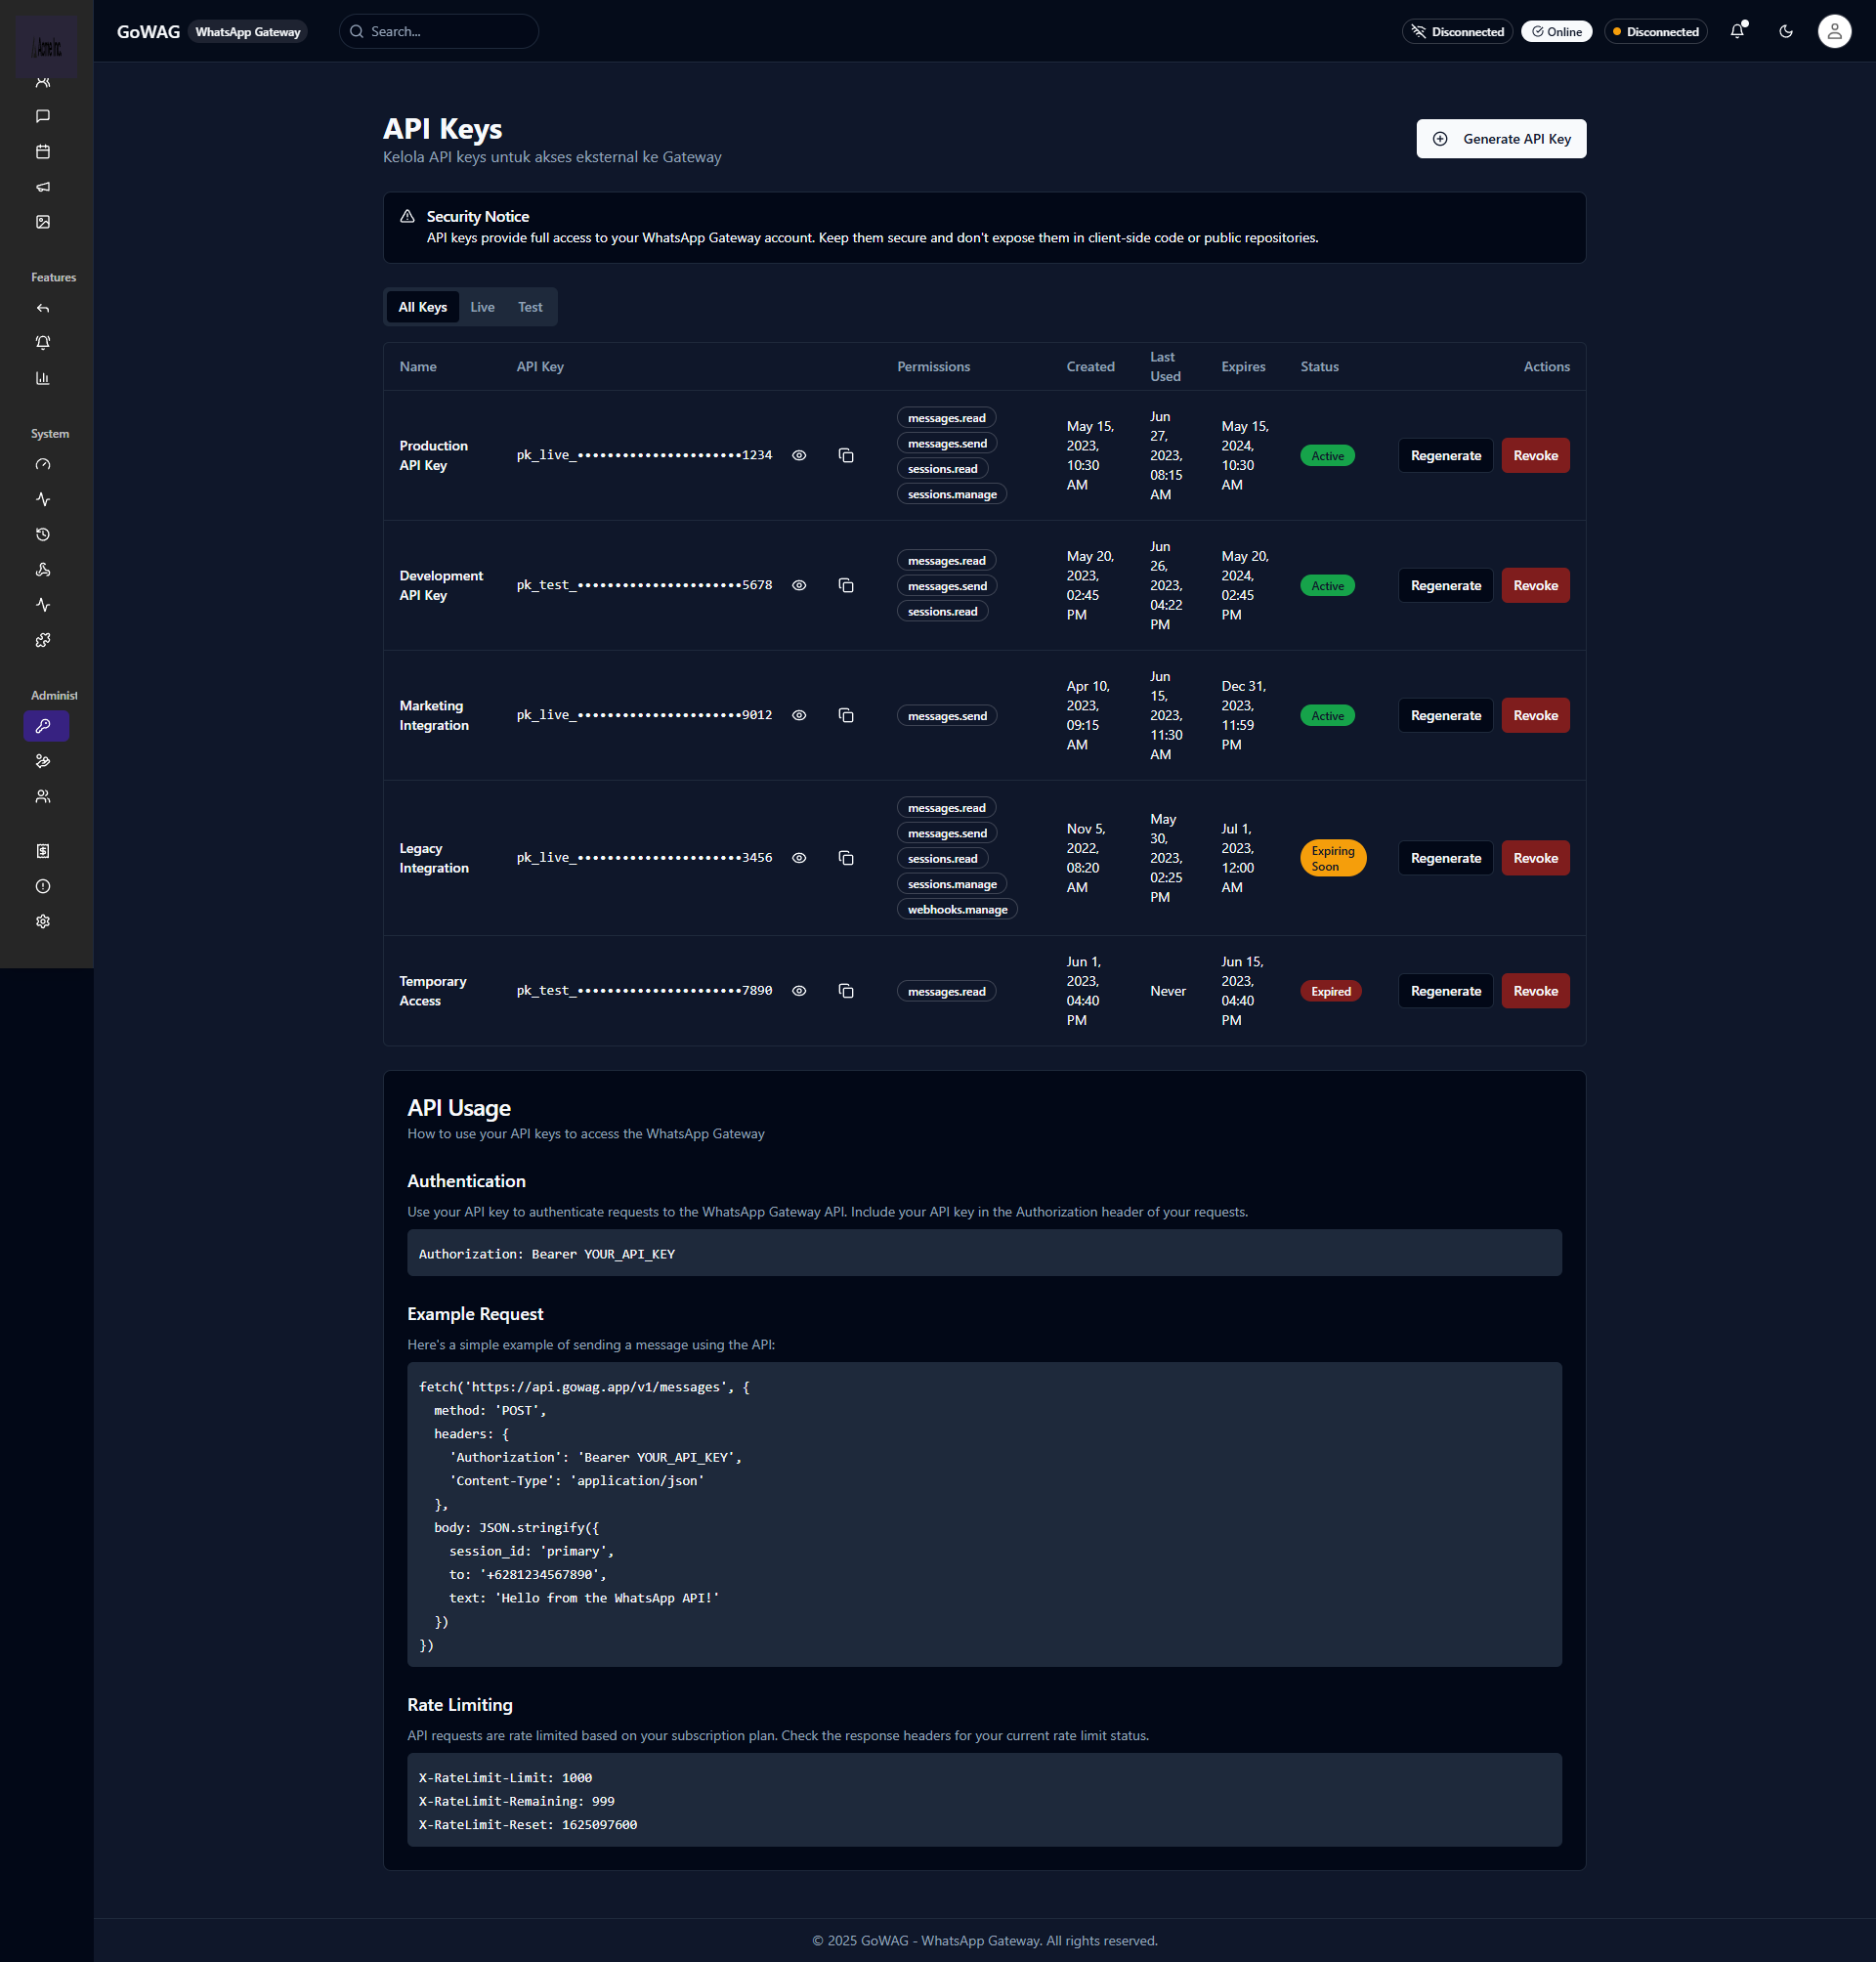 Acme Inc.
GoWAG WhatsApp Gateway
Search...
Disconnected
Online
Disconnected
Features
System
Administ
API Keys
Kelola API keys untuk akses eksternal ke Gateway
Generate API Key
Security Notice
API keys provide full access to your WhatsApp Gateway account. Keep them secure and don't expose them in client-side code or public repositories.
All Keys Live Test
Name API Key Permissions Created Last Used Expires Status Actions
Production
API Key
pk_live_••••••••••••••••••••••1234
messages.read
messages.send
sessions.read
sessions.manage
May 15,
2023,
10:30
AM
Jun
27,
2023,
08:15
AM
May 15,
2024,
10:30
AM
Active
Regenerate
Revoke
Development
API Key
pk_test_••••••••••••••••••••••5678
messages.read
messages.send
sessions.read
May 20,
2023,
02:45
PM
Jun
26,
2023,
04:22
PM
May 20,
2024,
02:45
PM
Active
Regenerate
Revoke
Marketing
Integration
pk_live_••••••••••••••••••••••9012
messages.send
Apr 10,
2023,
09:15
AM
Jun
15,
2023,
11:30
AM
Dec 31,
2023,
11:59
PM
Active
Regenerate
Revoke
Legacy
Integration
pk_live_••••••••••••••••••••••3456
messages.read
messages.send
sessions.read
sessions.manage
webhooks.manage
Nov 5,
2022,
08:20
AM
May
30,
2023,
02:25
PM
Jul 1,
2023,
12:00
AM
Expiring
Soon
Regenerate
Revoke
Temporary
Access
pk_test_••••••••••••••••••••••7890
messages.read
Jun 1,
2023,
04:40
PM
Never
Jun 15,
2023,
04:40
PM
Expired
Regenerate
Revoke
API Usage
How to use your API keys to access the WhatsApp Gateway
Authentication
Use your API key to authenticate requests to the WhatsApp Gateway API. Include your API key in the Authorization header of your requests.
Authorization: Bearer YOUR_API_KEY
Example Request
Here's a simple example of sending a message using the API:
fetch('https://api.gowag.app/v1/messages', {
  method: 'POST',
  headers: {
    'Authorization': 'Bearer YOUR_API_KEY',
    'Content-Type': 'application/json'
  },
  body: JSON.stringify({
    session_id: 'primary',
    to: '+6281234567890',
    text: 'Hello from the WhatsApp API!'
  })
})
Rate Limiting
API requests are rate limited based on your subscription plan. Check the response headers for your current rate limit status.
X-RateLimit-Limit: 1000
X-RateLimit-Remaining: 999
X-RateLimit-Reset: 1625097600
© 2025 GoWAG - WhatsApp Gateway. All rights reserved.